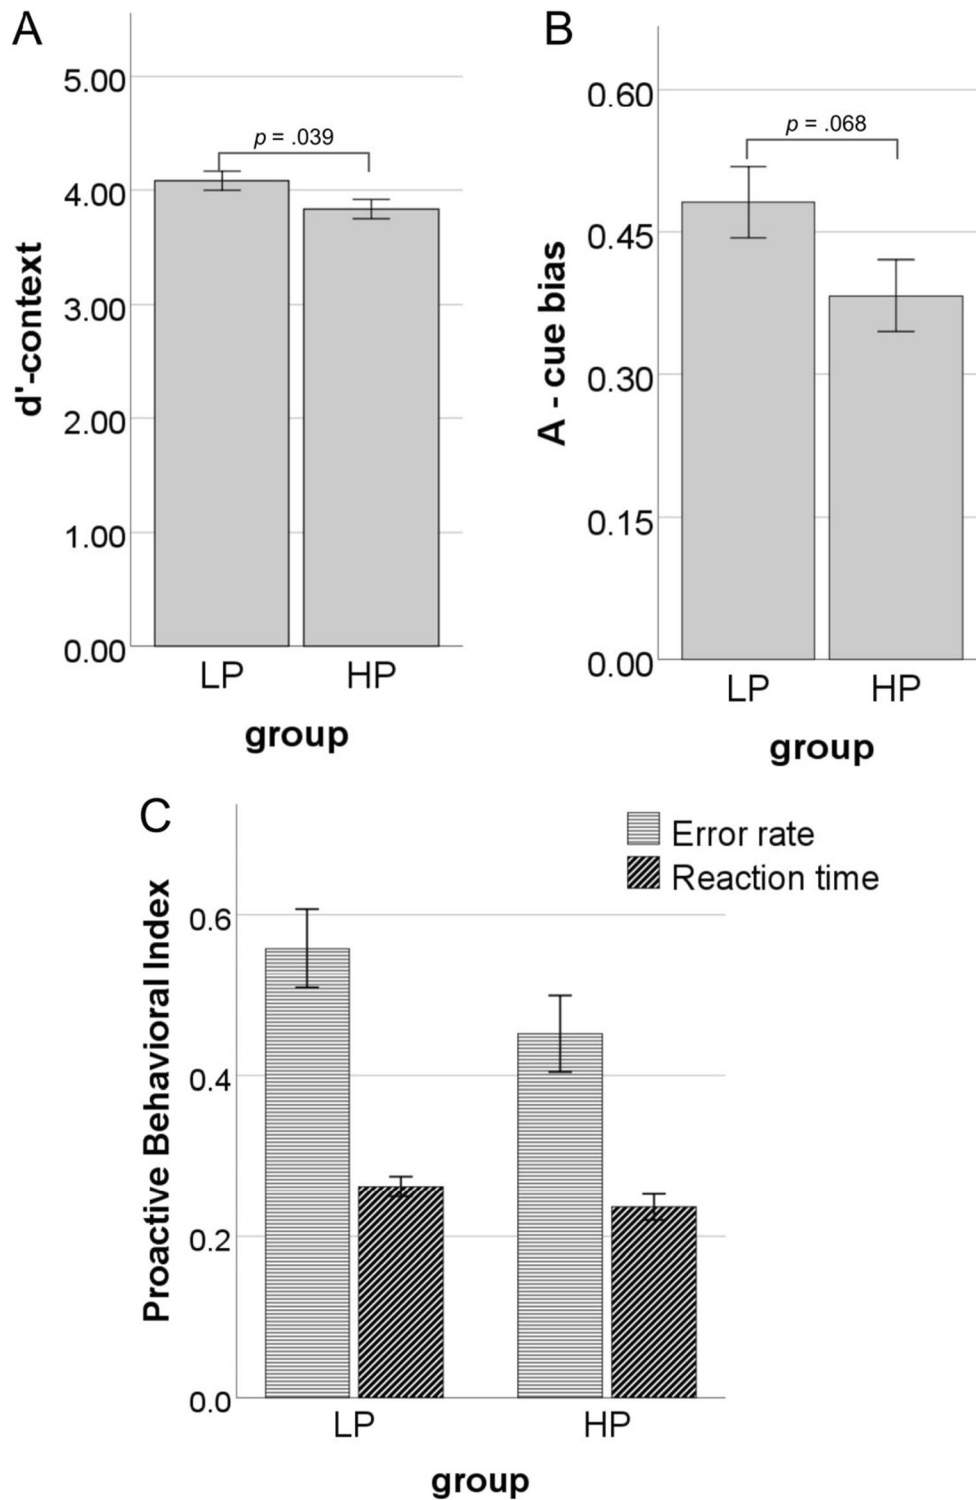 A
5.00
p = .039
4.00
3.00
2.00
1.00
0.00
d'-context
LP HP
group
B
0.60
p = .068
0.45
0.30
0.15
0.00
A - cue bias
LP HP
group
C
Error rate
Reaction time
0.6
0.4
0.2
0.0
Proactive Behavioral Index
LP HP
group